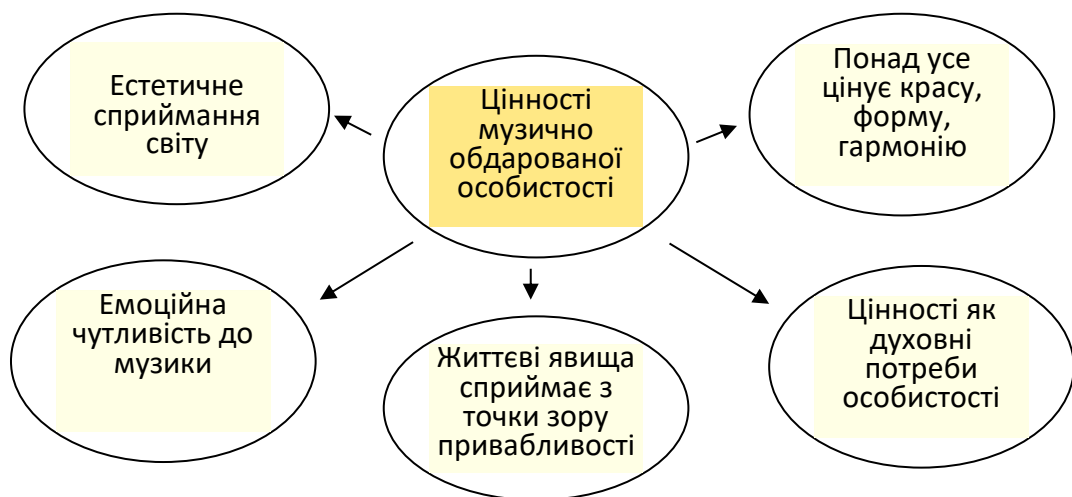 Естетичне
сприймання
світу
Цінності
музично
обдарованої
особистості
Понад усе
цінує красу,
форму,
гармонію
Емоційна
чутливість до
музики
Життєві явища
сприймає з
точки зору
привабливості
Цінності як
духовні
потреби
особистості